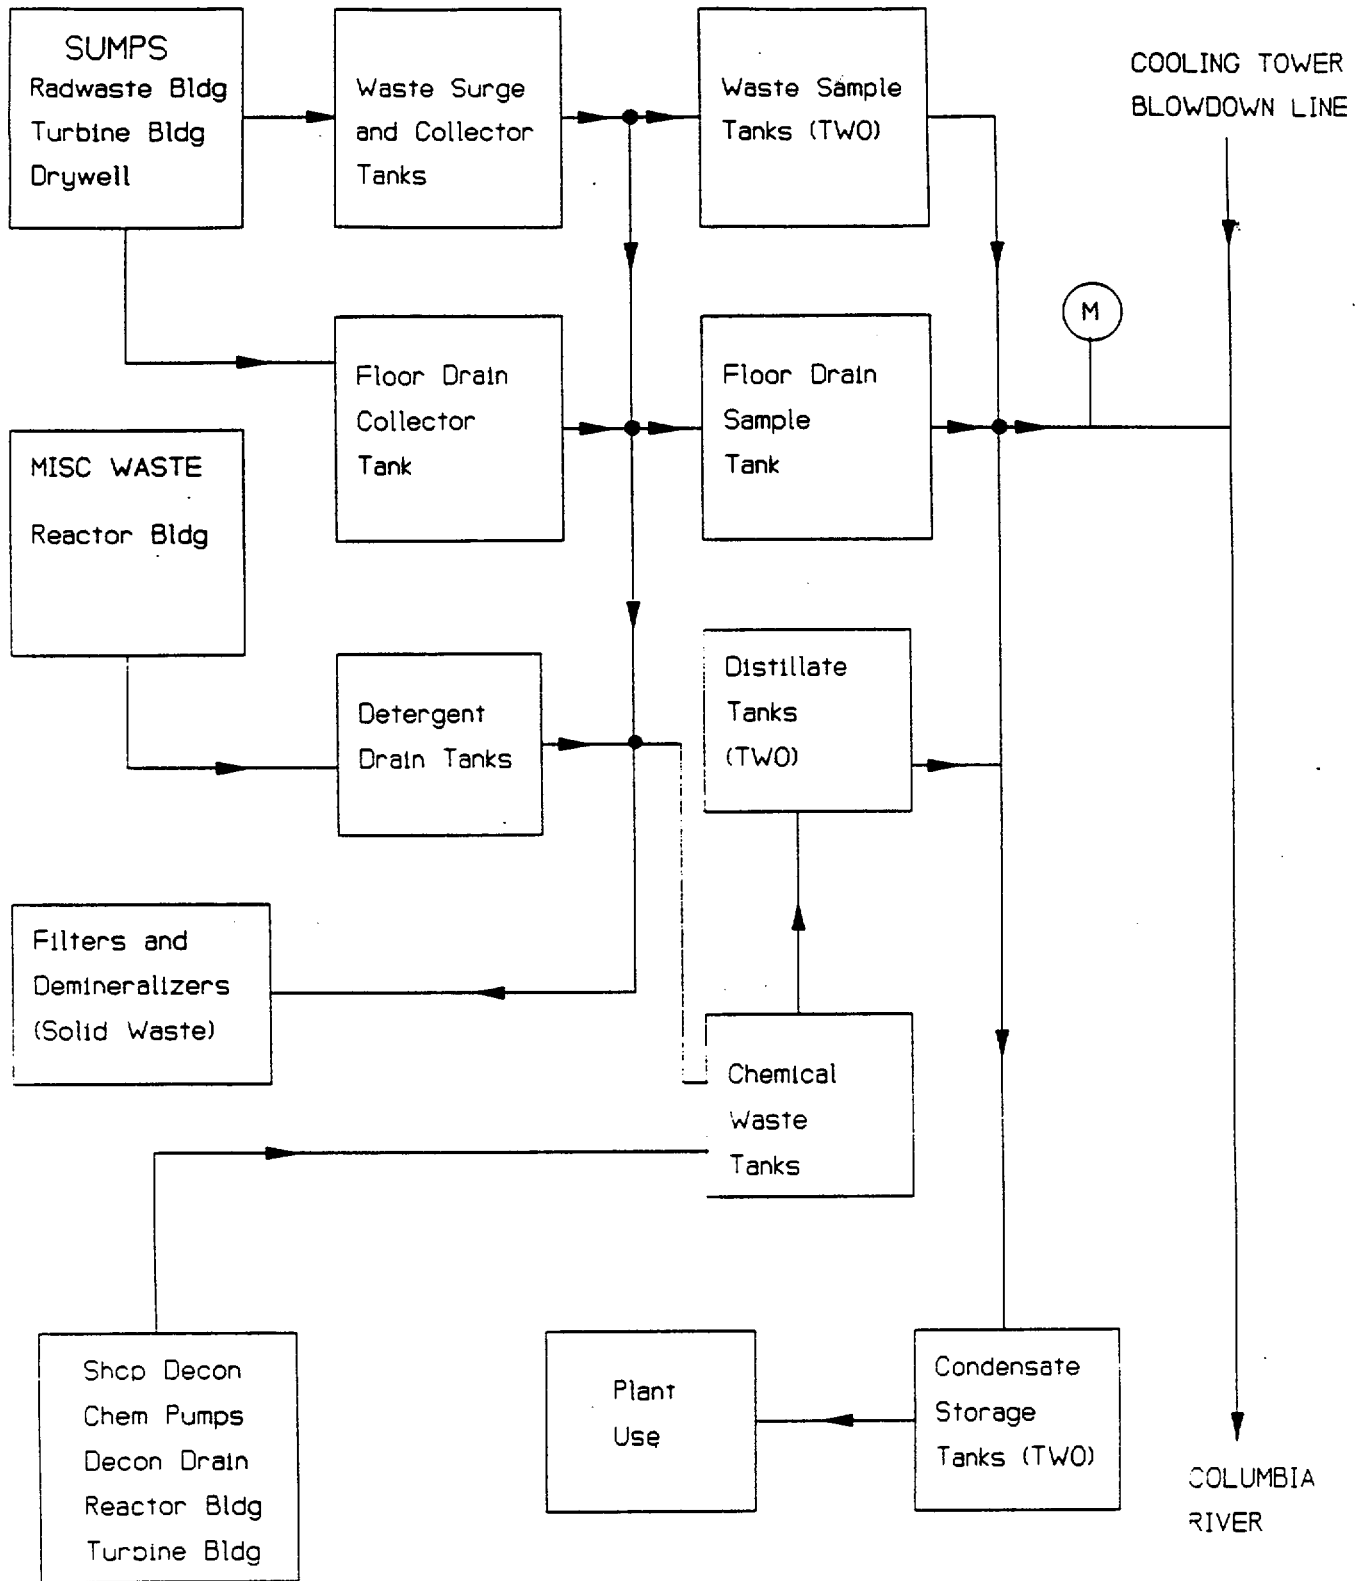 SUMPS
Radwaste Bldg
Turbine Bldg
Drywell
Waste Surge
and Collector
Tanks
Waste Sample
Tanks (TWO)
COOLING TOWER
BLOWDOWN LINE
M
Floor Drain
Collector
Tank
Floor Drain
Sample
Tank
MISC WASTE
Reactor Bldg
Detergent
Drain Tanks
Distillate
Tanks
(TWO)
Filters and
Demineralizers
(Solid Waste)
Chemical
Waste
Tanks
Shop Decon
Chem Pumps
Decon Drain
Reactor Bldg
Turbine Bldg
Plant
Use
Condensate
Storage
Tanks (TWO)
COLUMBIA
RIVER